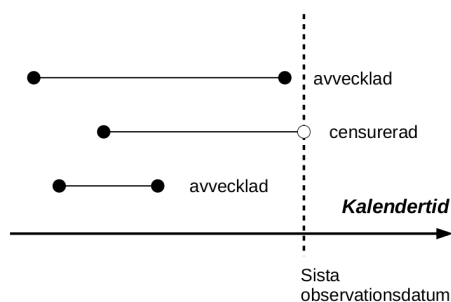 avvecklad
censurerad
avvecklad
Kalendertid
Sista
observationsdatum